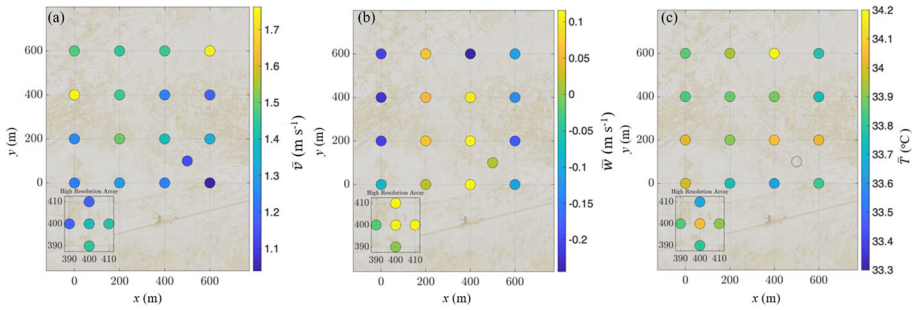 (a)
600
400
200
0
y (m)
High Resolution Array
410
400
390
390 400 410
0 200 400 600
x (m)
1.7
1.6
1.5
1.4
1.3
1.2
1.1
v̄ (m s⁻¹)
(b)
600
400
200
0
y (m)
High Resolution Array
410
400
390
390 400 410
0 200 400 600
x (m)
0.1
0.05
0
-0.05
-0.1
-0.15
-0.2
w̄ (m s⁻¹)
(c)
600
400
200
0
y (m)
High Resolution Array
410
400
390
390 400 410
0 200 400 600
x (m)
34.2
34.1
34
33.9
33.8
33.7
33.6
33.5
33.4
33.3
T̄ (°C)